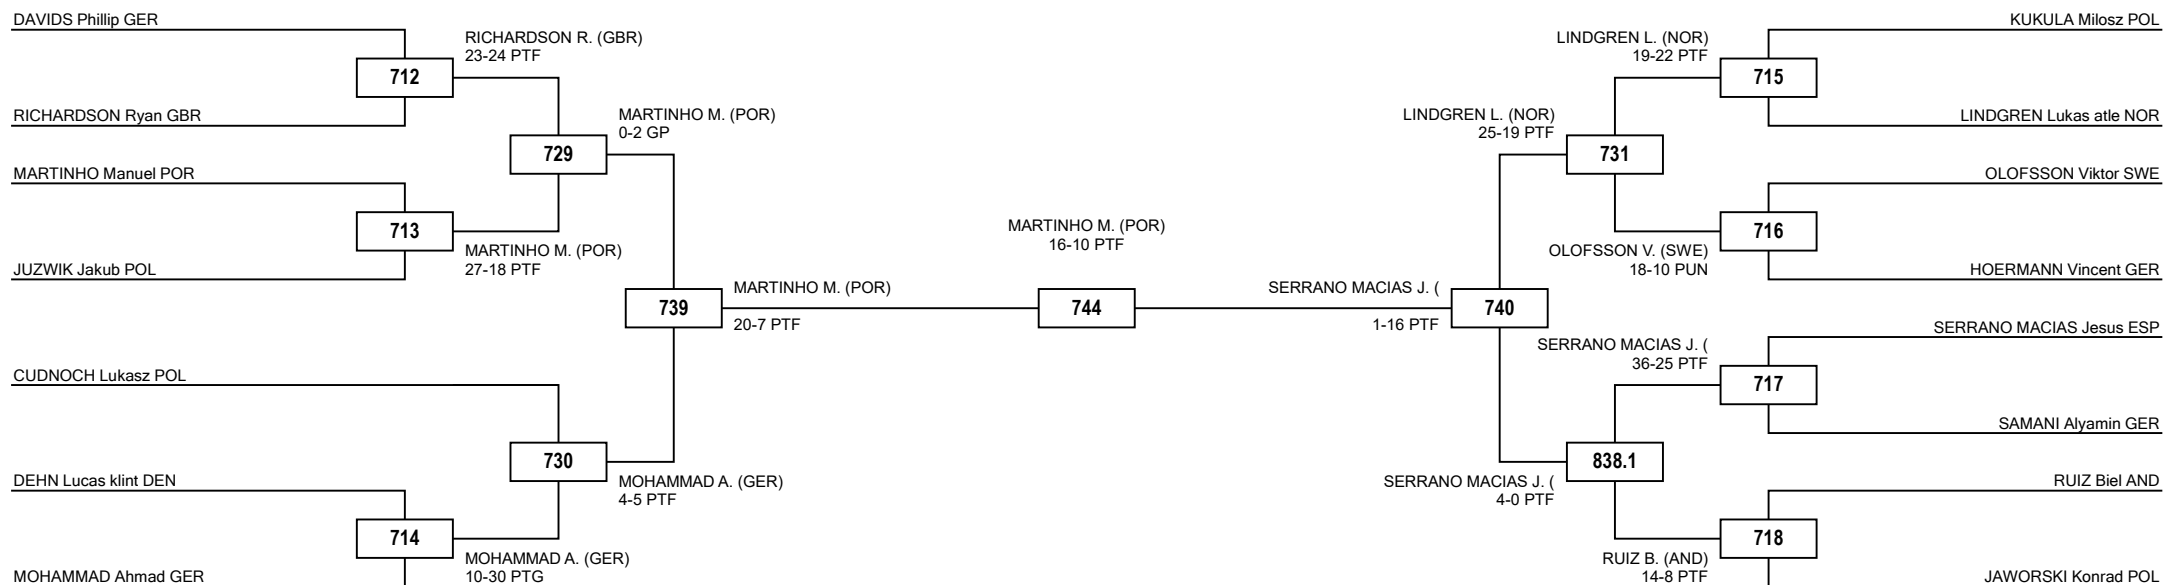 DAVIDS Phillip GER
RICHARDSON R. (GBR)
23-24 PTF
712
RICHARDSON Ryan GBR
MARTINHO M. (POR)
0-2 GP
729
MARTINHO Manuel POR
713
MARTINHO M. (POR)
27-18 PTF
JUZWIK Jakub POL
739
MARTINHO M. (POR)
20-7 PTF
CUDNOCH Lukasz POL
730
MOHAMMAD A. (GER)
4-5 PTF
DEHN Lucas klint DEN
714
MOHAMMAD A. (GER)
10-30 PTG
MOHAMMAD Ahmad GER
MARTINHO M. (POR)
16-10 PTF
744
KUKULA Milosz POL
LINDGREN L. (NOR)
19-22 PTF
715
LINDGREN Lukas atle NOR
LINDGREN L. (NOR)
25-19 PTF
731
OLOFSSON Viktor SWE
716
OLOFSSON V. (SWE)
18-10 PUN
HOERMANN Vincent GER
SERRANO MACIAS J. (
1-16 PTF
740
SERRANO MACIAS Jesus ESP
SERRANO MACIAS J. (
36-25 PTF
717
SAMANI Alyamin GER
838.1
SERRANO MACIAS J. (
4-0 PTF
RUIZ Biel AND
718
RUIZ B. (AND)
14-8 PTF
JAWORSKI Konrad POL